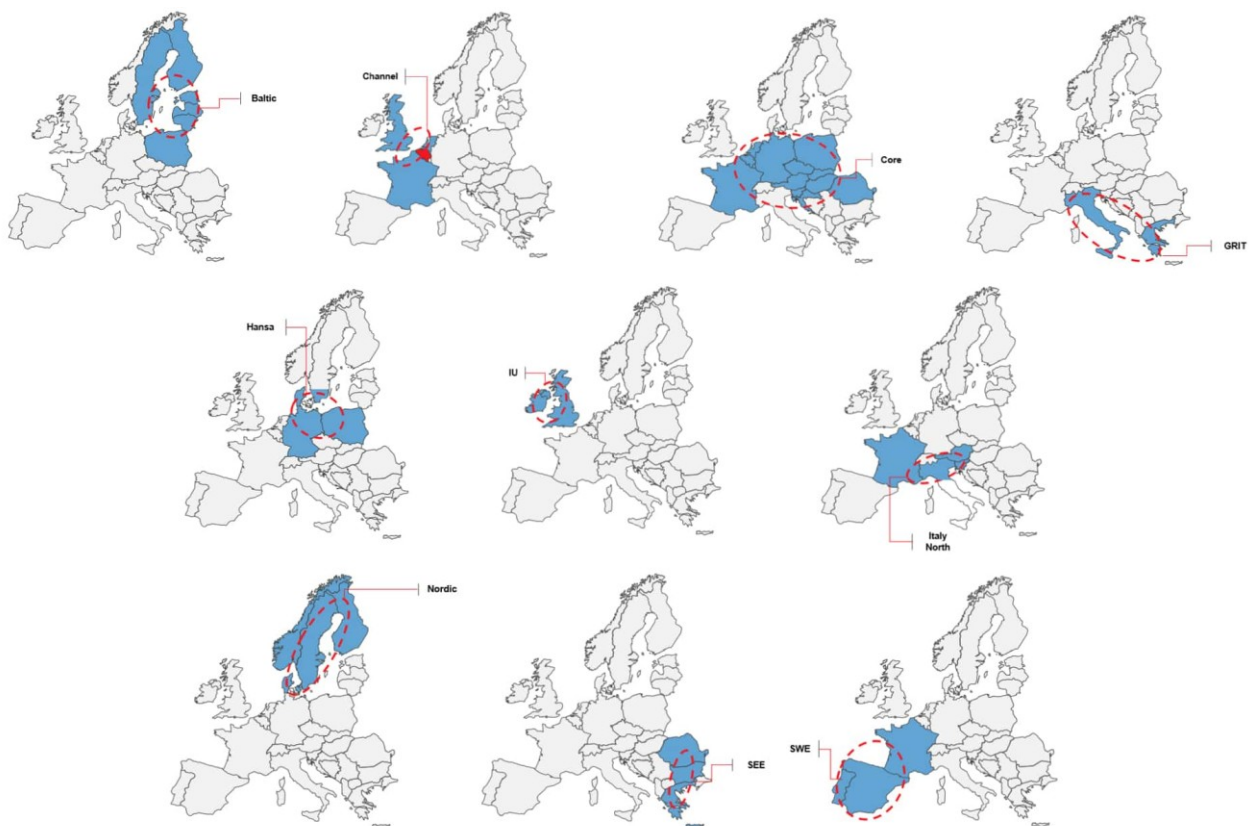 Baltic
Channel
Core
GRIT
Hansa
IU
Italy
North
Nordic
SEE
SWE